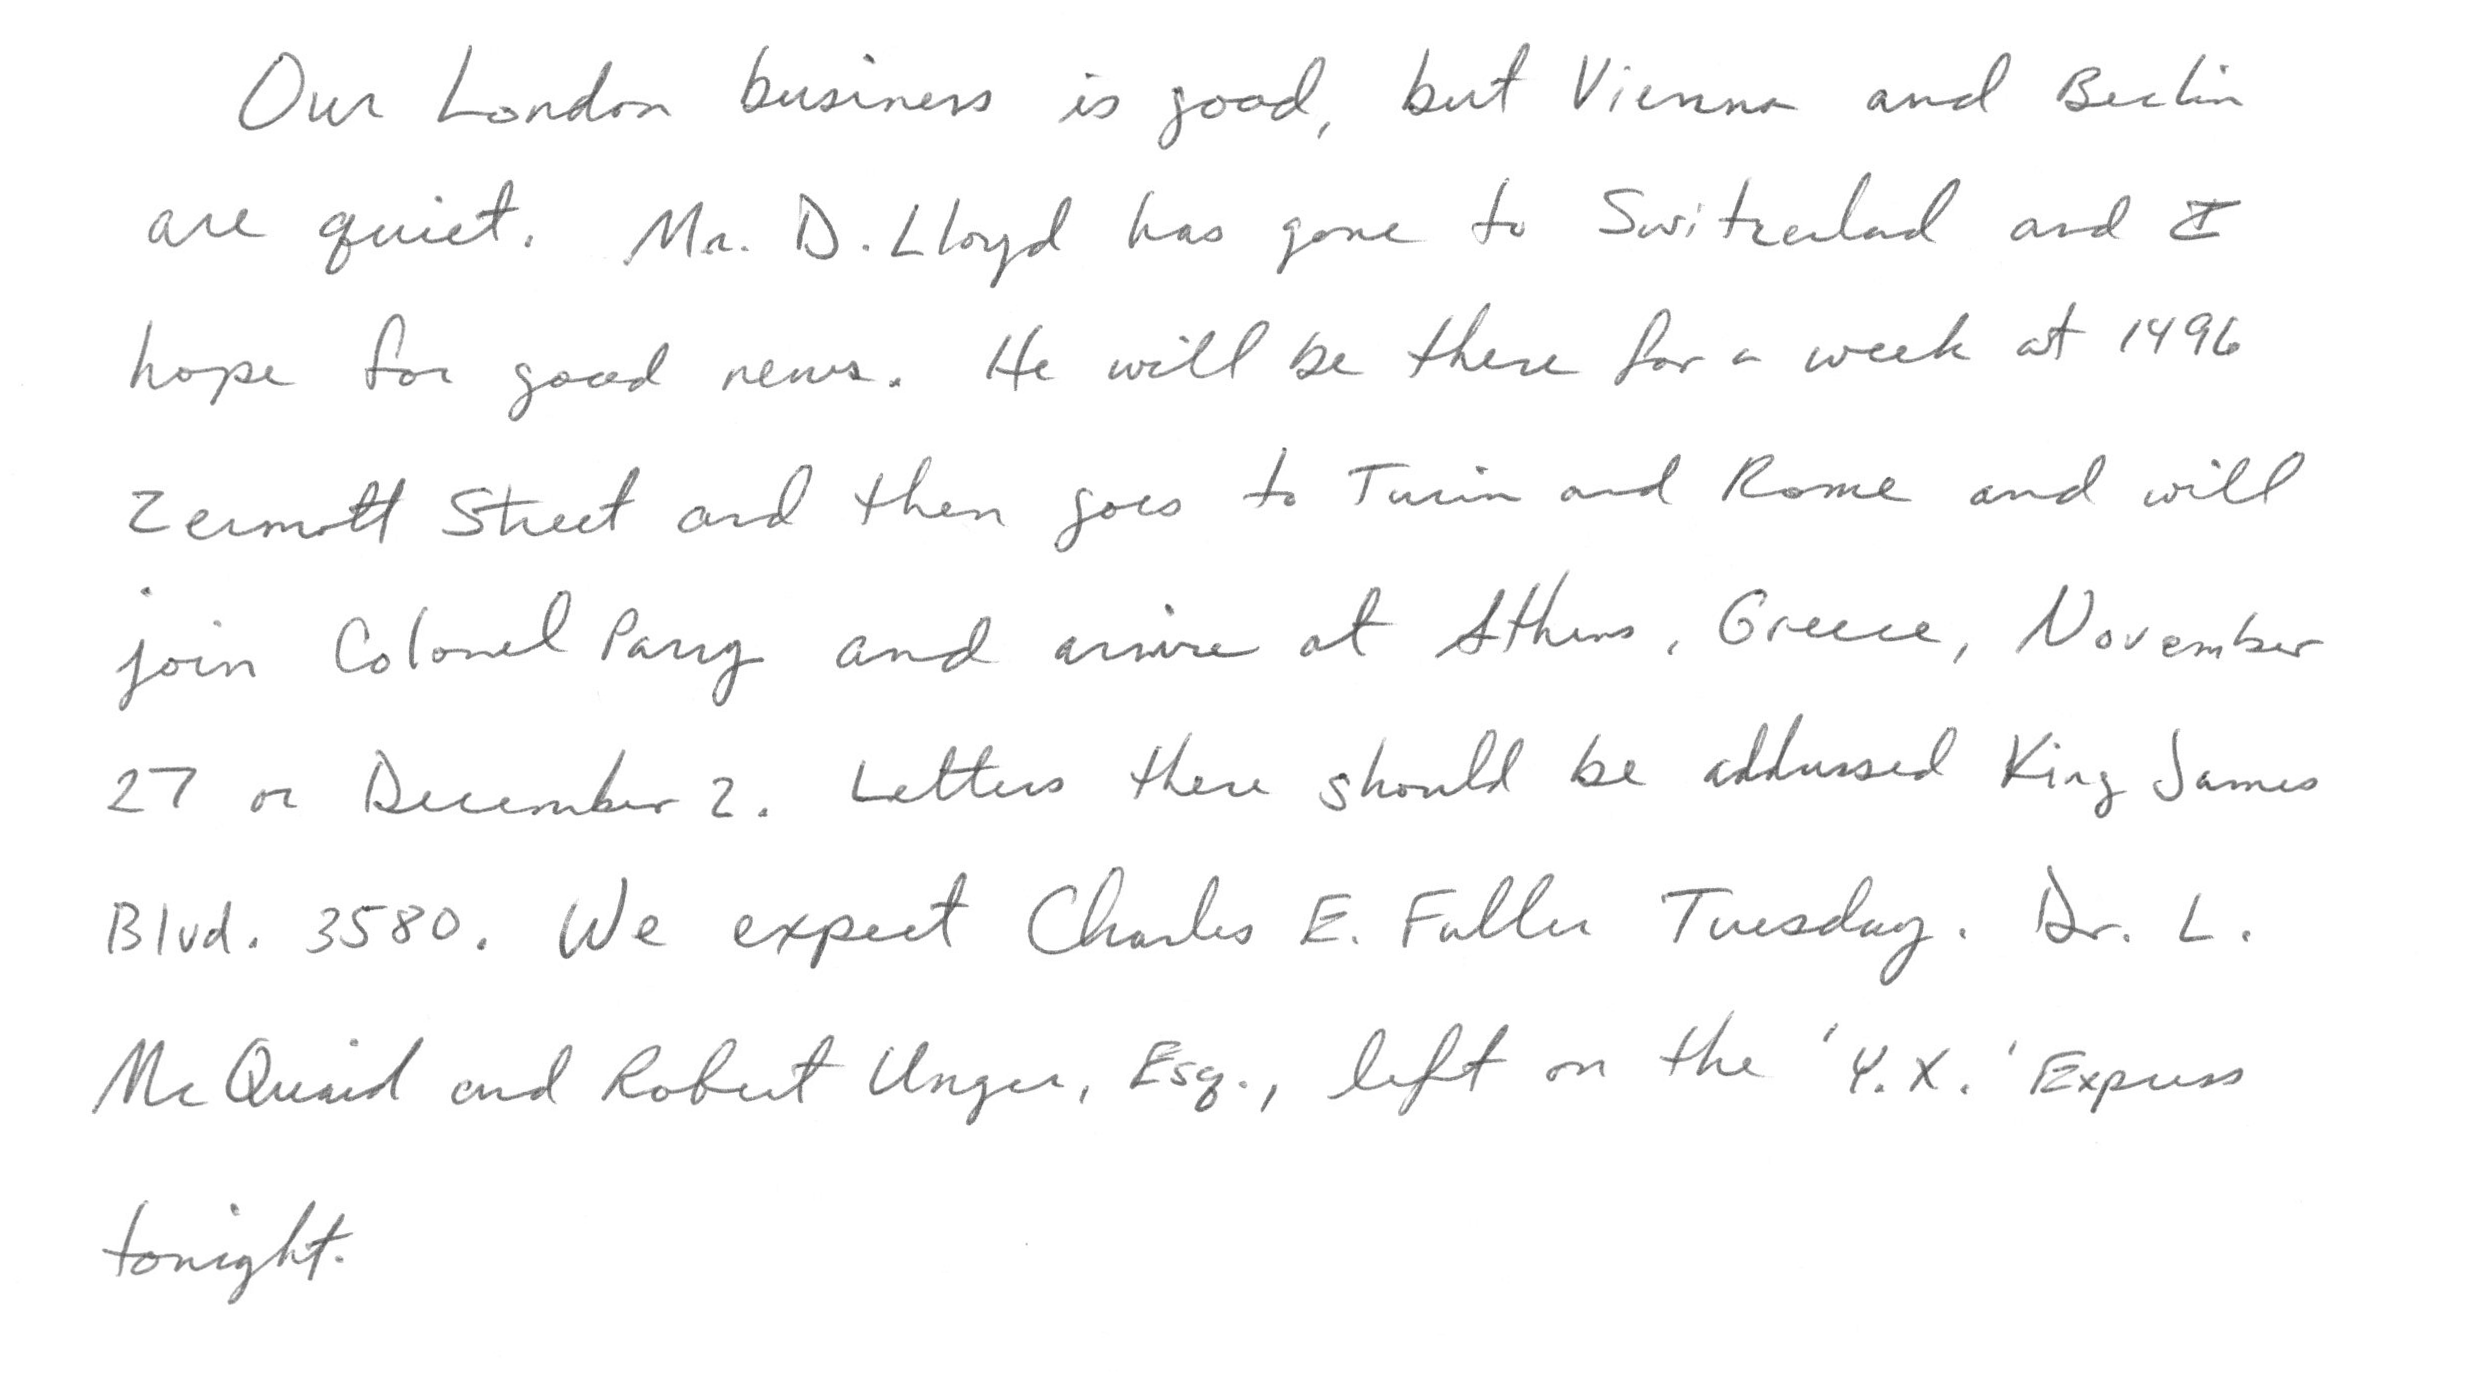 Our London business is good, but Vienna and Berlin
are quiet. Mr. D. Lloyd has gone to Switzerlad and I
hope for good news. He will be there for a week at 1496
Zermott Street and then goes to Turin and Rome and will
join Colonel Parry and arrive at Athens, Greece, November
27 or December 2. Letters there should be addressed King James
Blvd. 3580. We expect Charles E. Fuller Tuesday. Dr. L.
McQuaid and Robert Unger, Esq., left on the 'Y.X.' Express
tonight.